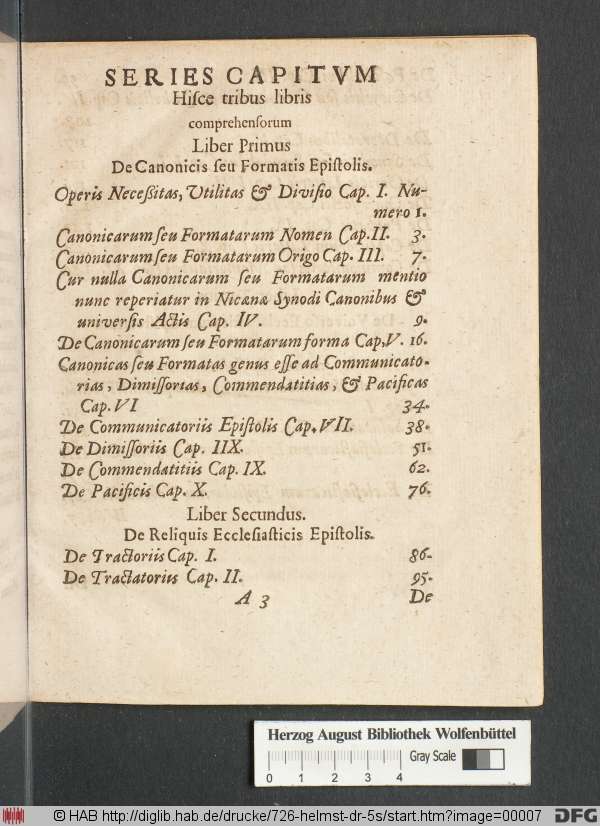 SERIES CAPITVM
Hiſce tribus libris
comprehenſorum
Liber Primus
De Canonicis ſeu Formatis Epiſtolis.
Operis Neceſſitas, Utilitas & Diviſio Cap. I. Nu-
mero 1.
Canonicarum ſeu Formatarum Nomen Cap. II. 3.
Canonicarum ſeu Formatarum Origo Cap. III. 7.
Cur nulla Canonicarum ſeu Formatarum mentio
nunc reperiatur in Nicænæ Synodi Canonibus &
univerſis Actis Cap. IV. 9.
De Canonicarum ſeu Formatarum forma Cap. V. 16.
Canonicas ſeu Formatas genus eſſe ad Communicato-
rias, Dimiſſorias, Commendatitias, & Pacificas
Cap. VI 34.
De Communicatoriis Epiſtolis Cap. VII. 38.
De Dimiſſoriis Cap. IIX. 51.
De Commendatitiis Cap. IX. 62.
De Pacificis Cap. X. 76.
Liber Secundus.
De Reliquis Eccleſiaſticis Epiſtolis.
De Tractoriis Cap. I. 86.
De Tractatoriis Cap. II. 95.
A 3 De
Herzog August Bibliothek Wolfenbüttel
Gray Scale
0 1 2 3 4
© HAB http://diglib.hab.de/drucke/726-helmst-dr-5s/start.htm?image=00007
DFG